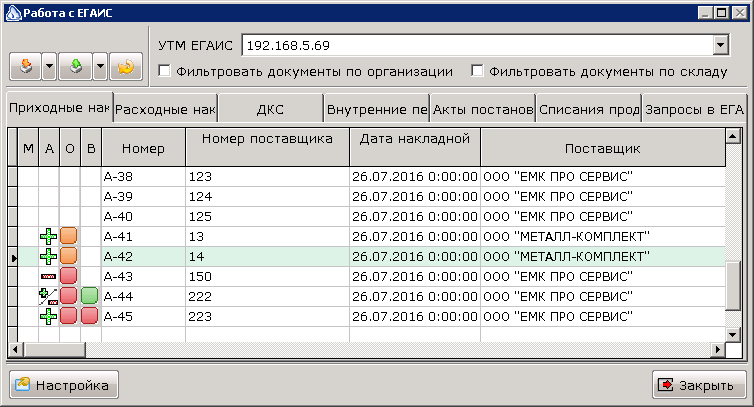 Работа с ЕГАИС
УТМ ЕГАИС 192.168.5.69
Фильтровать документы по организации Фильтровать документы по складу
Приходные нак Расходные нак ДКС Внутренние пе Акты постанов Списания прод Запросы в ЕГА
М А О В Номер Номер поставщика Дата накладной Поставщик
А-38 123 26.07.2016 0:00:00 ООО "ЕМК ПРО СЕРВИС"
А-39 124 26.07.2016 0:00:00 ООО "ЕМК ПРО СЕРВИС"
А-40 125 26.07.2016 0:00:00 ООО "ЕМК ПРО СЕРВИС"
А-41 13 26.07.2016 0:00:00 ООО "МЕТАЛЛ-КОМПЛЕКТ"
А-42 14 26.07.2016 0:00:00 ООО "МЕТАЛЛ-КОМПЛЕКТ"
А-43 150 26.07.2016 0:00:00 ООО "ЕМК ПРО СЕРВИС"
А-44 222 26.07.2016 0:00:00 ООО "ЕМК ПРО СЕРВИС"
А-45 223 26.07.2016 0:00:00 ООО "ЕМК ПРО СЕРВИС"
Настройка Закрыть